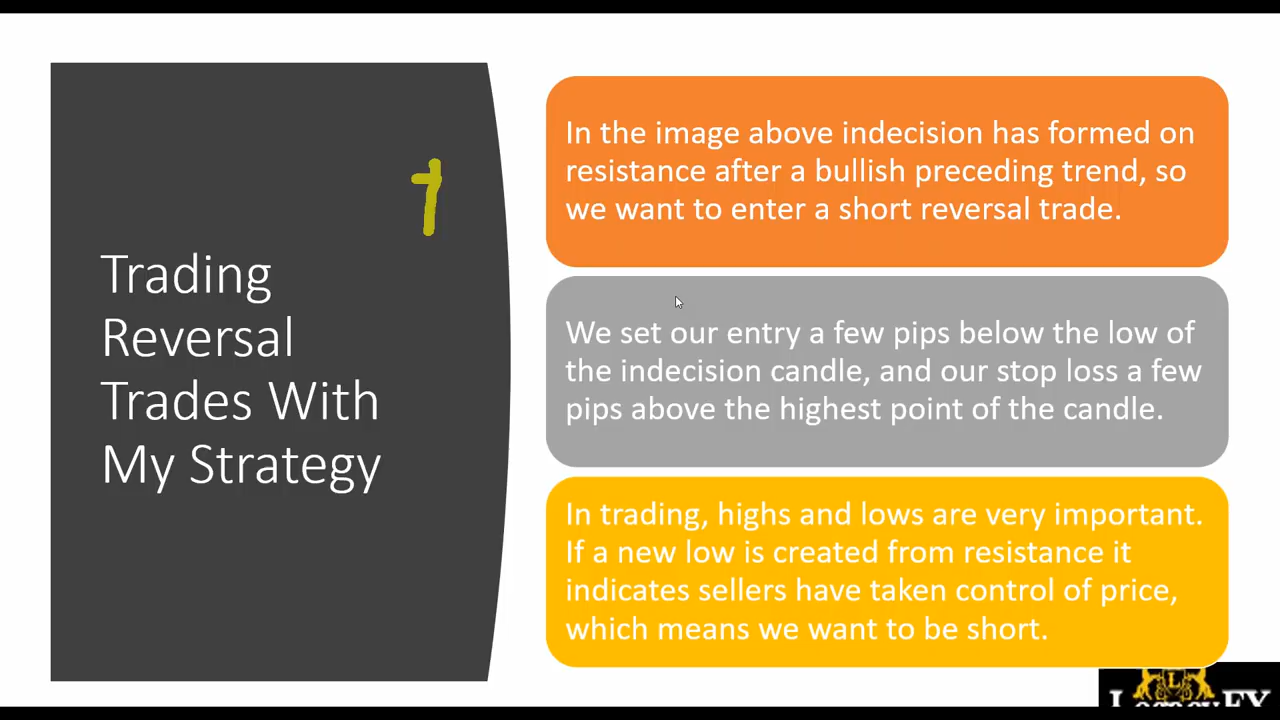 Trading
Reversal
Trades With
My Strategy
In the image above indecision has formed on
resistance after a bullish preceding trend, so
we want to enter a short reversal trade.
We set our entry a few pips below the low of
the indecision candle, and our stop loss a few
pips above the highest point of the candle.
In trading, highs and lows are very important.
If a new low is created from resistance it
indicates sellers have taken control of price,
which means we want to be short.
L